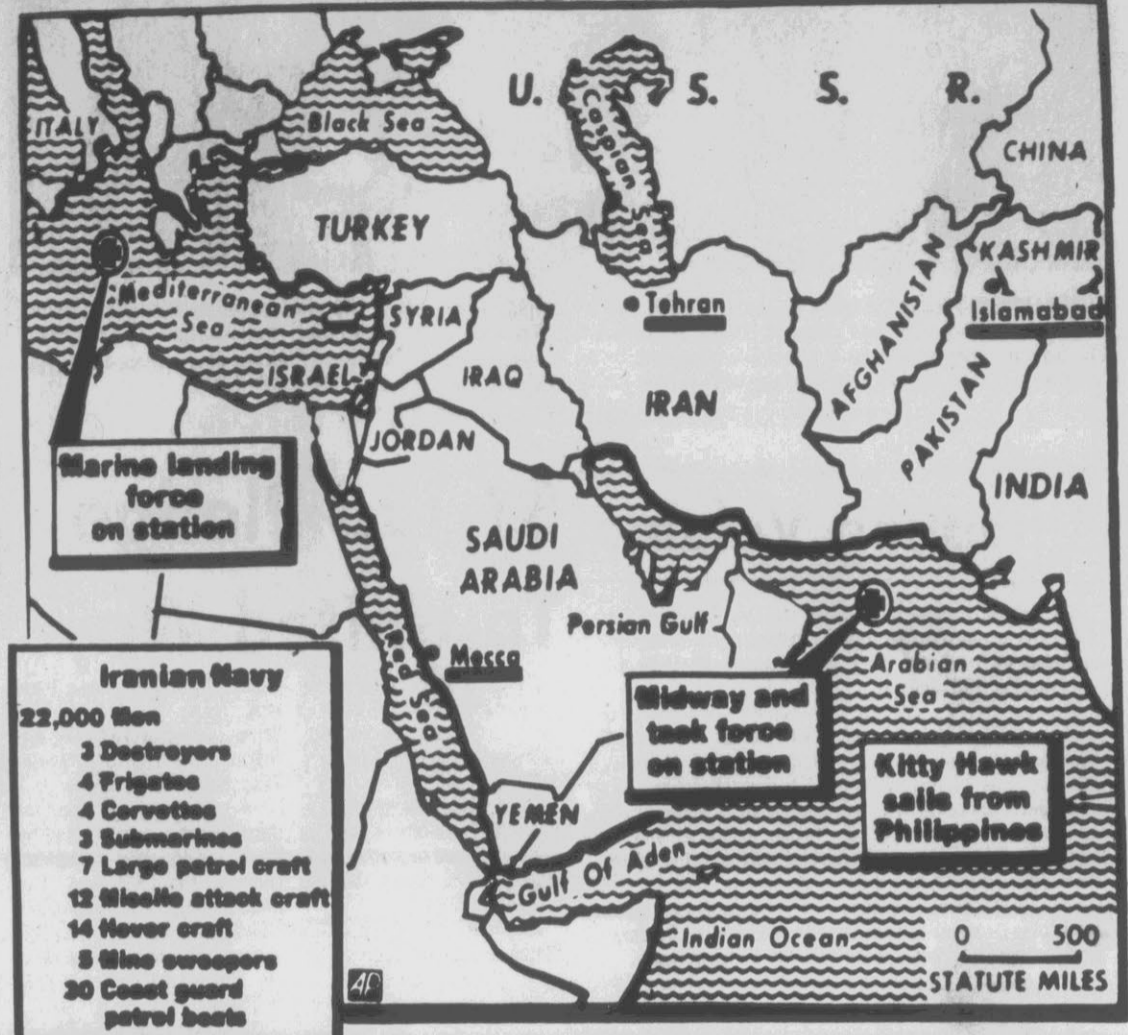 U. S. S. R.
ITALY
Black Sea
Caspian Sea
CHINA
TURKEY
KASHMIR
Mediterranean
Sea
SYRIA
Tehran
Islamabad
AFGHANISTAN
ISRAEL
IRAQ
IRAN
PAKISTAN
JORDAN
INDIA
Marine landing
force
on station
SAUDI
ARABIA
Persian Gulf
Red Sea
Mecca
Arabian
Sea
Midway and
task force
on station
Kitty Hawk
sails from
Philippines
YEMEN
Gulf Of Aden
Indian Ocean
0 500
STATUTE MILES
Iranian Navy
22,000 Men
3 Destroyers
4 Frigates
4 Corvettes
3 Submarines
7 Large patrol craft
12 Missile attack craft
14 Hover craft
5 Mine sweepers
20 Coast guard
patrol boats
AP